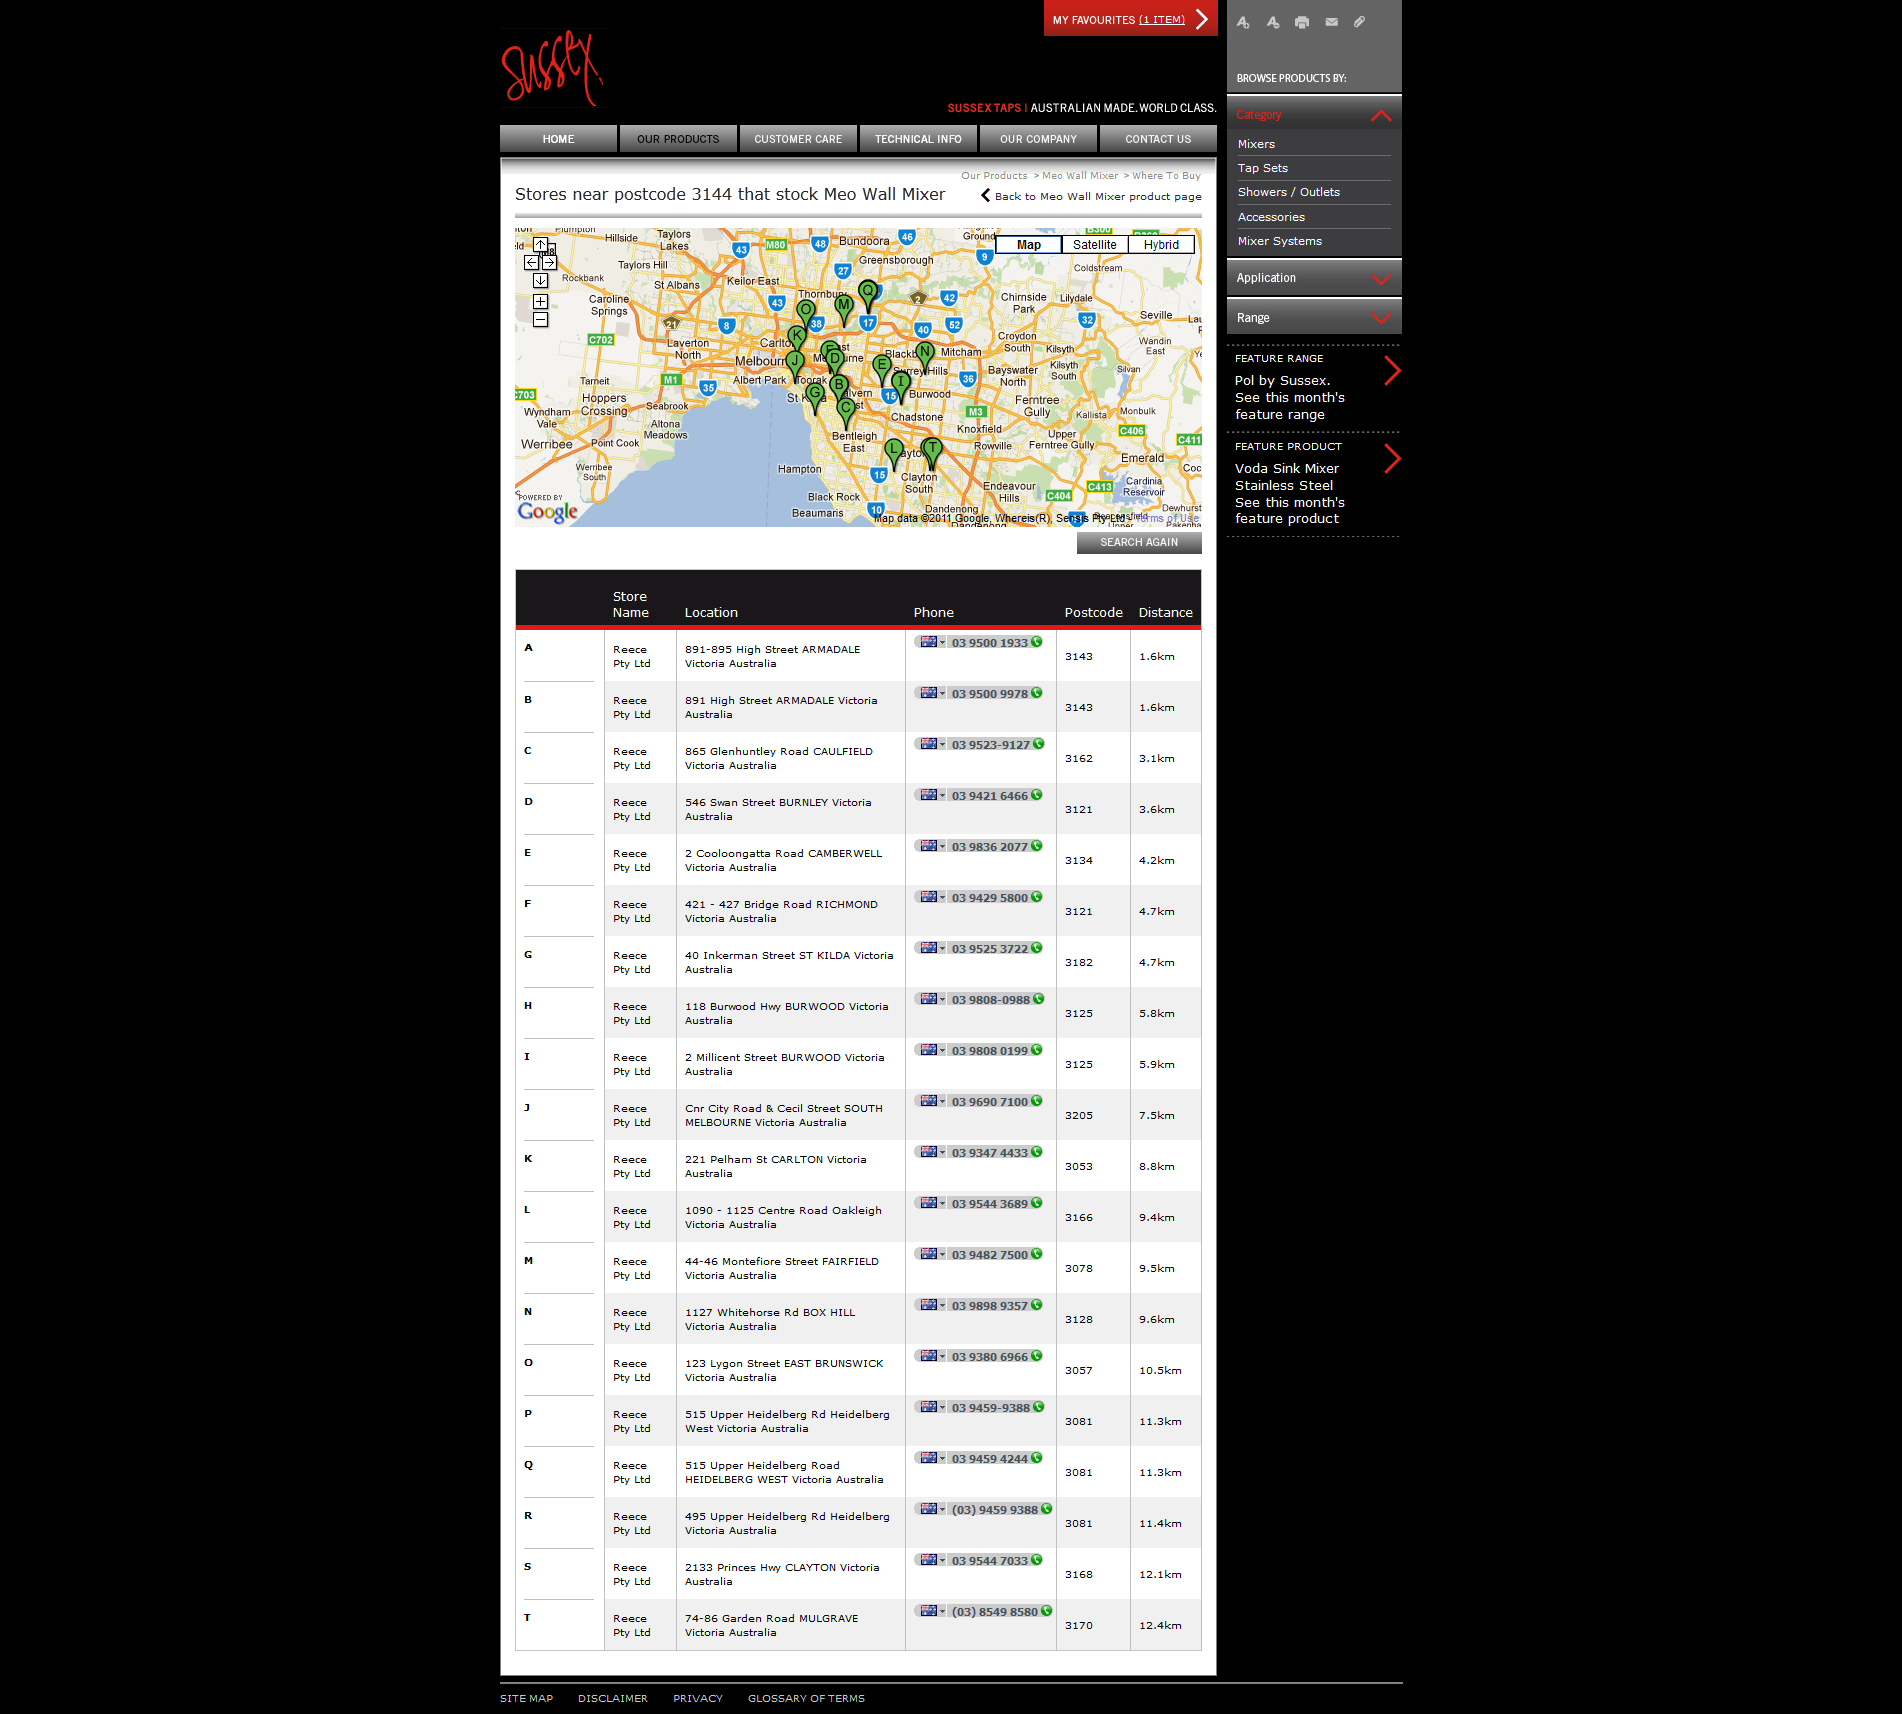 MY FAVOURITES (1 ITEM)
Sussex
SUSSEX TAPS | AUSTRALIAN MADE. WORLD CLASS.
HOME
OUR PRODUCTS
CUSTOMER CARE
TECHNICAL INFO
OUR COMPANY
CONTACT US
Our Products > Meo Wall Mixer > Where To Buy
Stores near postcode 3144 that stock Meo Wall Mixer
Back to Meo Wall Mixer product page
Map
Satellite
Hybrid
POWERED BY
Google
Map data ©2011 Google, Whereis(R), Sensis Pty Ltd - Terms of Use
SEARCH AGAIN
Store Name Location Phone Postcode Distance
A Reece Pty Ltd 891-895 High Street ARMADALE Victoria Australia 03 9500 1933 3143 1.6km
B Reece Pty Ltd 891 High Street ARMADALE Victoria Australia 03 9500 9978 3143 1.6km
C Reece Pty Ltd 865 Glenhuntley Road CAULFIELD Victoria Australia 03 9523-9127 3162 3.1km
D Reece Pty Ltd 546 Swan Street BURNLEY Victoria Australia 03 9421 6466 3121 3.6km
E Reece Pty Ltd 2 Cooloongatta Road CAMBERWELL Victoria Australia 03 9836 2077 3134 4.2km
F Reece Pty Ltd 421 - 427 Bridge Road RICHMOND Victoria Australia 03 9429 5800 3121 4.7km
G Reece Pty Ltd 40 Inkerman Street ST KILDA Victoria Australia 03 9525 3722 3182 4.7km
H Reece Pty Ltd 118 Burwood Hwy BURWOOD Victoria Australia 03 9808-0988 3125 5.8km
I Reece Pty Ltd 2 Millicent Street BURWOOD Victoria Australia 03 9808 0199 3125 5.9km
J Reece Pty Ltd Cnr City Road & Cecil Street SOUTH MELBOURNE Victoria Australia 03 9690 7100 3205 7.5km
K Reece Pty Ltd 221 Pelham St CARLTON Victoria Australia 03 9347 4433 3053 8.8km
L Reece Pty Ltd 1090 - 1125 Centre Road Oakleigh Victoria Australia 03 9544 3689 3166 9.4km
M Reece Pty Ltd 44-46 Montefiore Street FAIRFIELD Victoria Australia 03 9482 7500 3078 9.5km
N Reece Pty Ltd 1127 Whitehorse Rd BOX HILL Victoria Australia 03 9898 9357 3128 9.6km
O Reece Pty Ltd 123 Lygon Street EAST BRUNSWICK Victoria Australia 03 9380 6966 3057 10.5km
P Reece Pty Ltd 515 Upper Heidelberg Rd Heidelberg West Victoria Australia 03 9459-9388 3081 11.3km
Q Reece Pty Ltd 515 Upper Heidelberg Road HEIDELBERG WEST Victoria Australia 03 9459 4244 3081 11.3km
R Reece Pty Ltd 495 Upper Heidelberg Rd Heidelberg Victoria Australia (03) 9459 9388 3081 11.4km
S Reece Pty Ltd 2133 Princes Hwy CLAYTON Victoria Australia 03 9544 7033 3168 12.1km
T Reece Pty Ltd 74-86 Garden Road MULGRAVE Victoria Australia (03) 8549 8580 3170 12.4km
BROWSE PRODUCTS BY:
Category
Mixers
Tap Sets
Showers / Outlets
Accessories
Mixer Systems
Application
Range
FEATURE RANGE
Pol by Sussex.
See this month's
feature range
FEATURE PRODUCT
Voda Sink Mixer
Stainless Steel
See this month's
feature product
SITE MAP
DISCLAIMER
PRIVACY
GLOSSARY OF TERMS